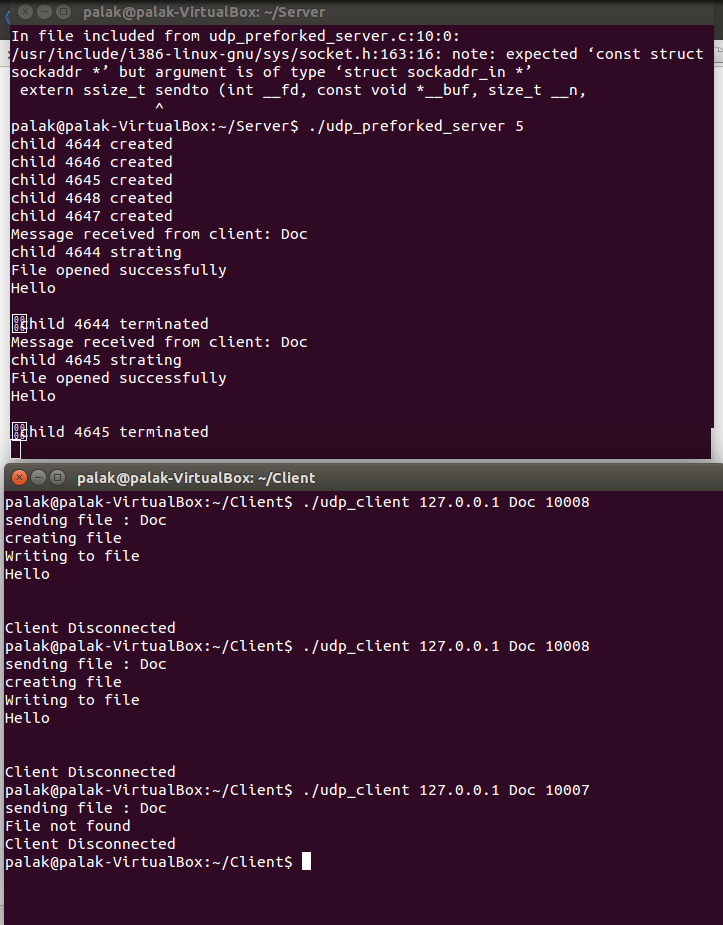 palak@palak-VirtualBox: ~/Server
In file included from udp_preforked_server.c:10:0:
/usr/include/i386-linux-gnu/sys/socket.h:163:16: note: expected ‘const struct
sockaddr *’ but argument is of type ‘struct sockaddr_in *’
 extern ssize_t sendto (int __fd, const void *__buf, size_t __n,
                ^
palak@palak-VirtualBox:~/Server$ ./udp_preforked_server 5
child 4644 created
child 4646 created
child 4645 created
child 4648 created
child 4647 created
Message received from client: Doc
child 4644 strating
File opened successfully
Hello
child 4644 terminated
Message received from client: Doc
child 4645 strating
File opened successfully
Hello
child 4645 terminated
palak@palak-VirtualBox: ~/Client
palak@palak-VirtualBox:~/Client$ ./udp_client 127.0.0.1 Doc 10008
sending file : Doc
creating file
Writing to file
Hello
Client Disconnected
palak@palak-VirtualBox:~/Client$ ./udp_client 127.0.0.1 Doc 10008
sending file : Doc
creating file
Writing to file
Hello
Client Disconnected
palak@palak-VirtualBox:~/Client$ ./udp_client 127.0.0.1 Doc 10007
sending file : Doc
File not found
Client Disconnected
palak@palak-VirtualBox:~/Client$